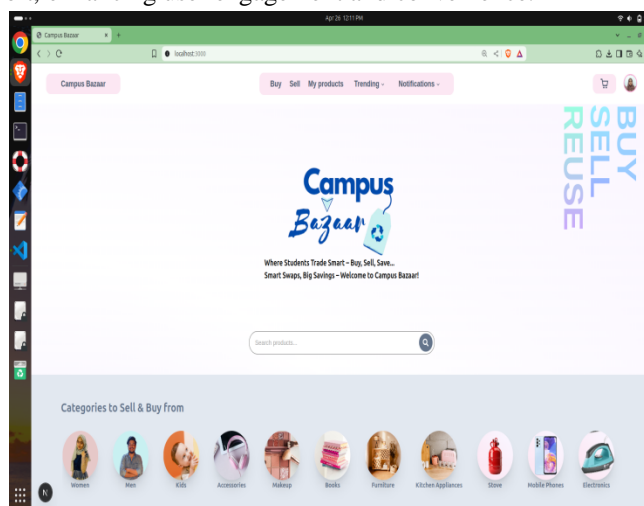 Apr 26 12:11 PM
Campus Bazaar
localhost:3000
Campus Bazaar
Buy Sell My products Trending Notifications
BUY
SELL
REUSE
Campus
Bazaar
Where Students Trade Smart – Buy, Sell, Save...
Smart Swaps, Big Savings – Welcome to Campus Bazaar!
Search products...
Categories to Sell & Buy from
Women Men Kids Accessories Makeup Books Furniture Kitchen Appliances Stove Mobile Phones Electronics
N